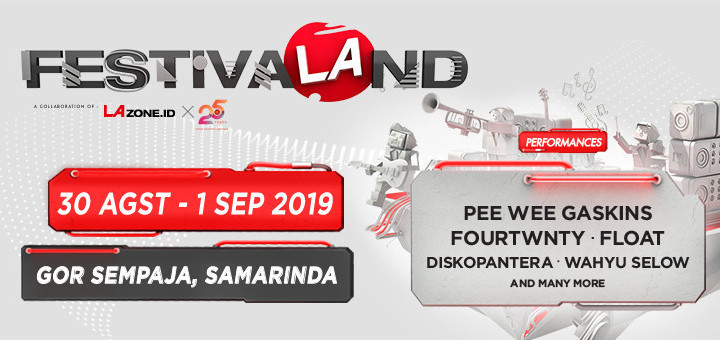 FESTIVALAND
A COLLABORATION OF :
LAZONE.ID × 25
PERFORMANCES
30 AGST - 1 SEP 2019
GOR SEMPAJA, SAMARINDA
PEE WEE GASKINS
FOURTWNTY · FLOAT
DISKOPANTERA · WAHYU SELOW
AND MANY MORE